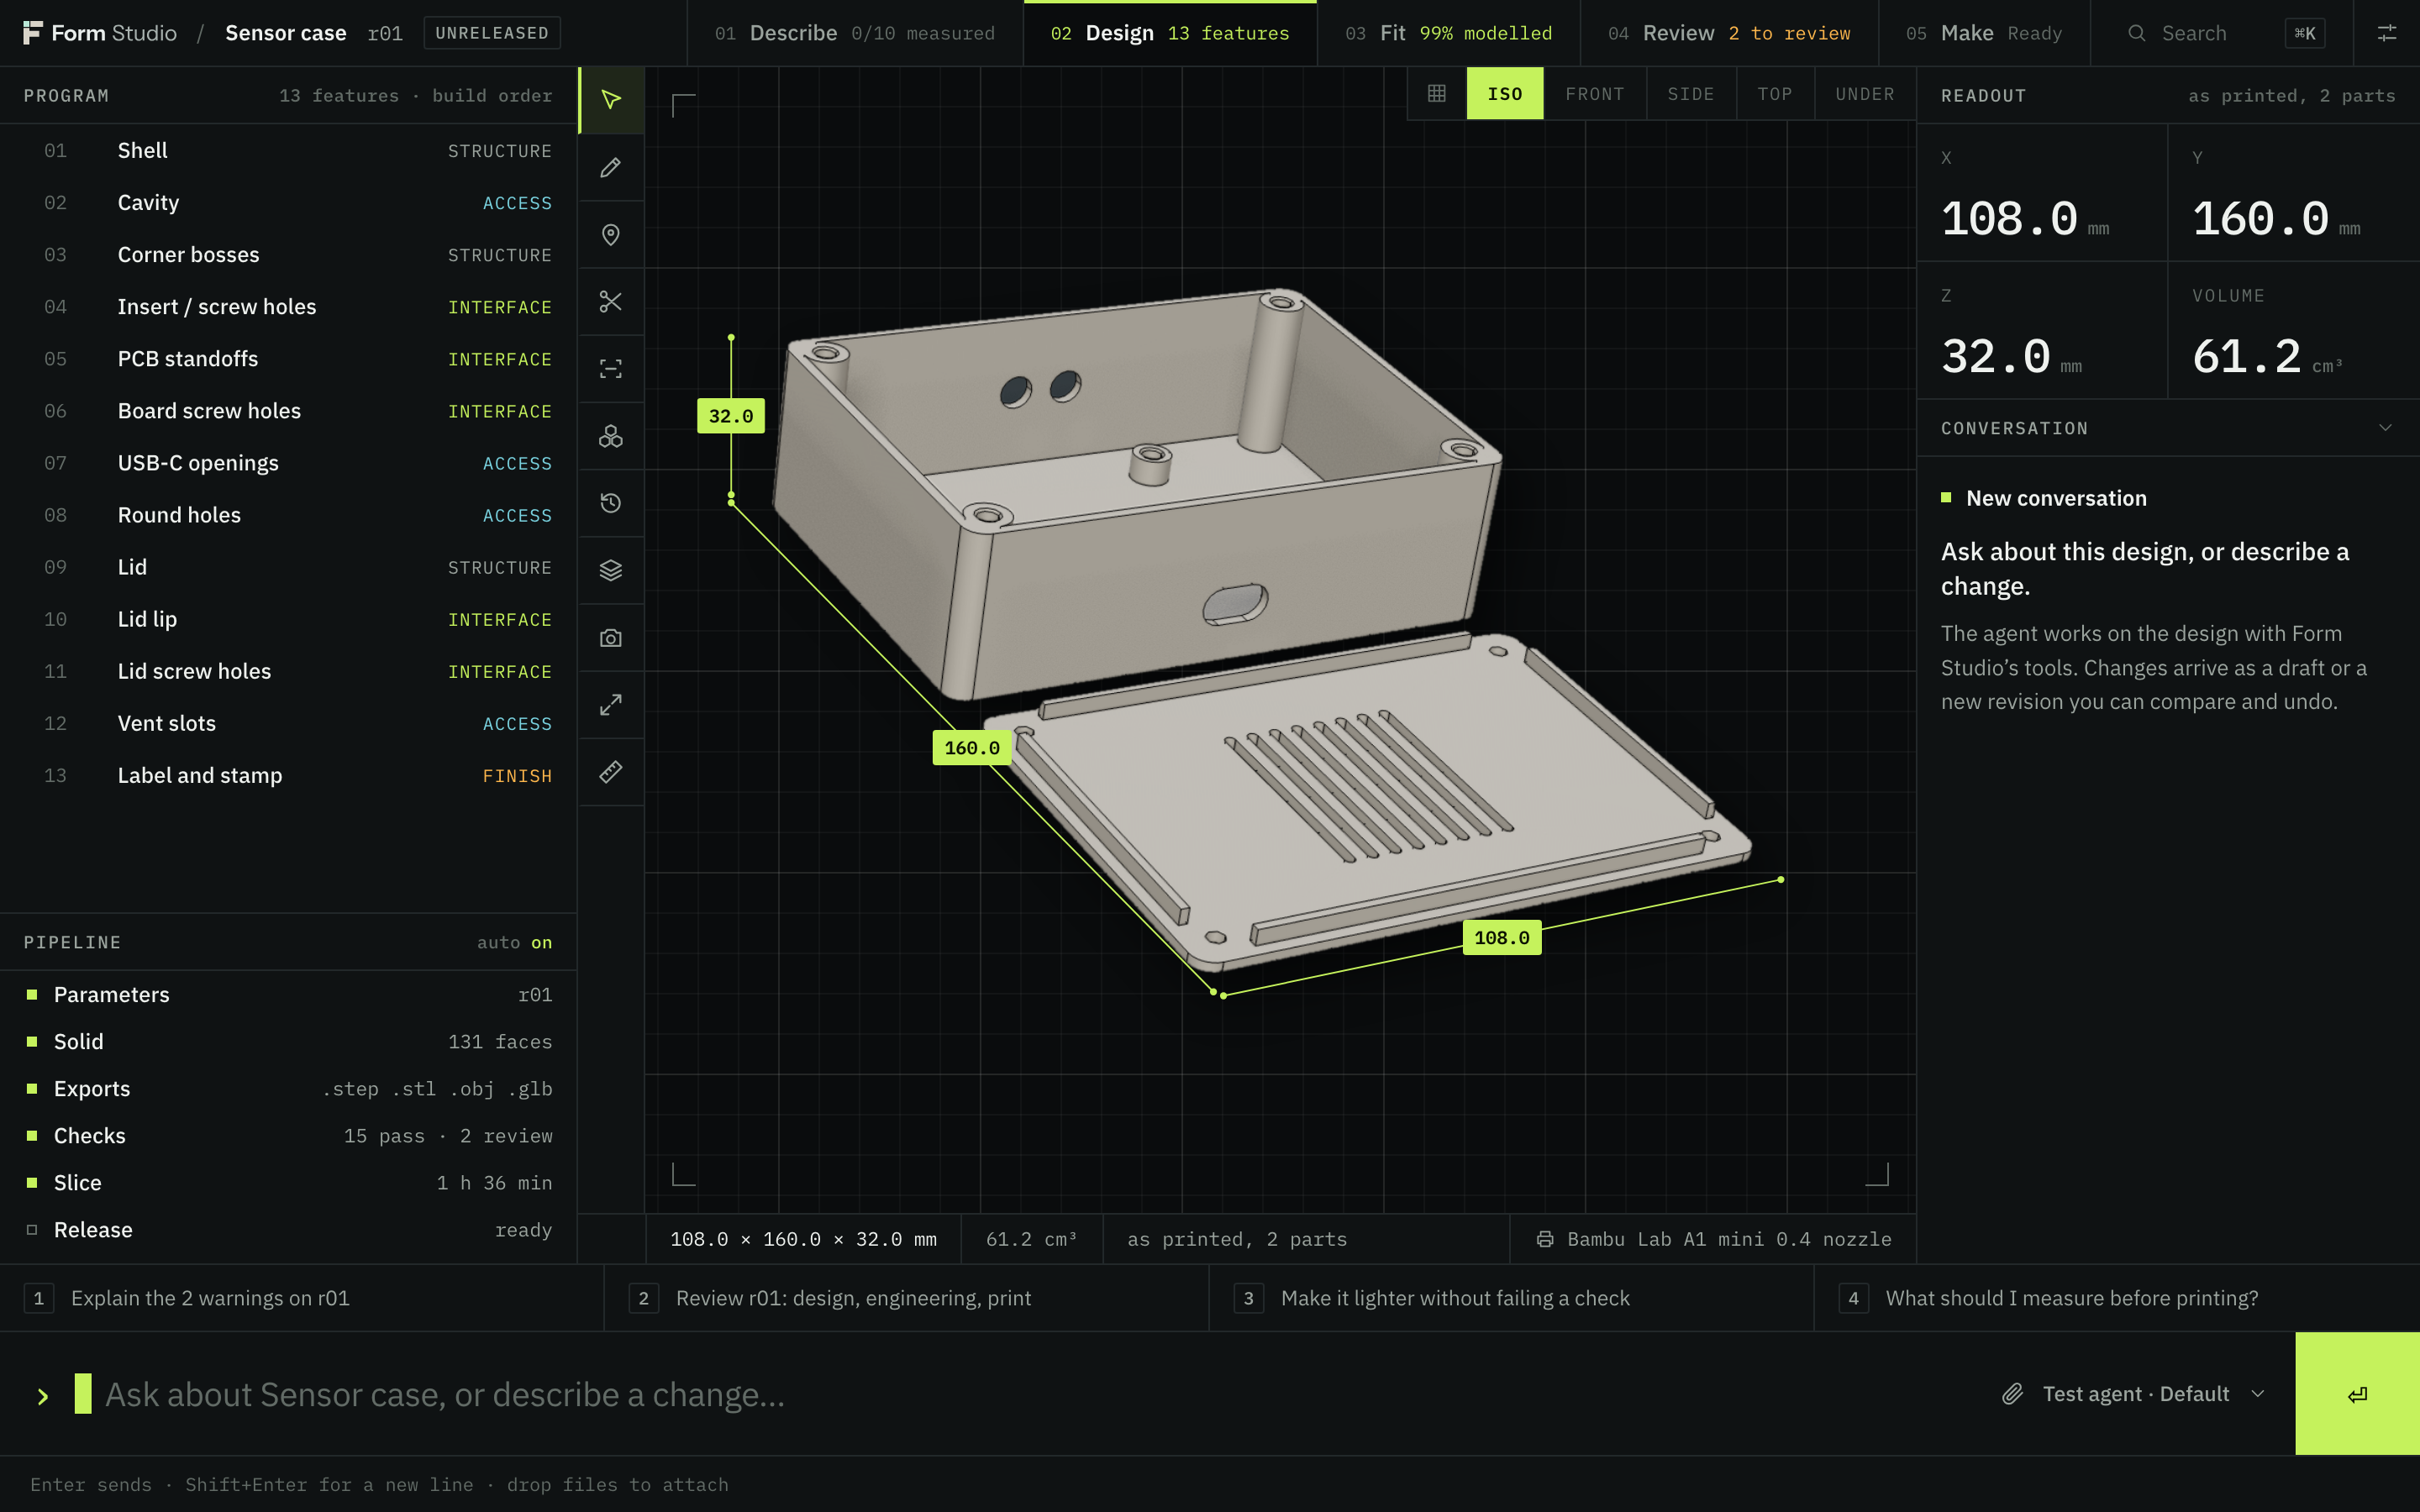 Form Studio / Sensor case r01 UNRELEASED
01 Describe 0/10 measured
02 Design 13 features
03 Fit 99% modelled
04 Review 2 to review
05 Make Ready
Search ⌘K
PROGRAM 13 features · build order
01 Shell STRUCTURE
02 Cavity ACCESS
03 Corner bosses STRUCTURE
04 Insert / screw holes INTERFACE
05 PCB standoffs INTERFACE
06 Board screw holes INTERFACE
07 USB-C openings ACCESS
08 Round holes ACCESS
09 Lid STRUCTURE
10 Lid lip INTERFACE
11 Lid screw holes INTERFACE
12 Vent slots ACCESS
13 Label and stamp FINISH
PIPELINE auto on
Parameters r01
Solid 131 faces
Exports .step .stl .obj .glb
Checks 15 pass · 2 review
Slice 1 h 36 min
Release ready
ISO FRONT SIDE TOP UNDER
32.0
160.0
108.0
108.0 × 160.0 × 32.0 mm
61.2 cm³
as printed, 2 parts
Bambu Lab A1 mini 0.4 nozzle
READOUT as printed, 2 parts
X
108.0 mm
Y
160.0 mm
Z
32.0 mm
VOLUME
61.2 cm³
CONVERSATION
New conversation
Ask about this design, or describe a
change.
The agent works on the design with Form
Studio’s tools. Changes arrive as a draft or a
new revision you can compare and undo.
1 Explain the 2 warnings on r01
2 Review r01: design, engineering, print
3 Make it lighter without failing a check
4 What should I measure before printing?
› Ask about Sensor case, or describe a change...
Test agent · Default
Enter sends · Shift+Enter for a new line · drop files to attach